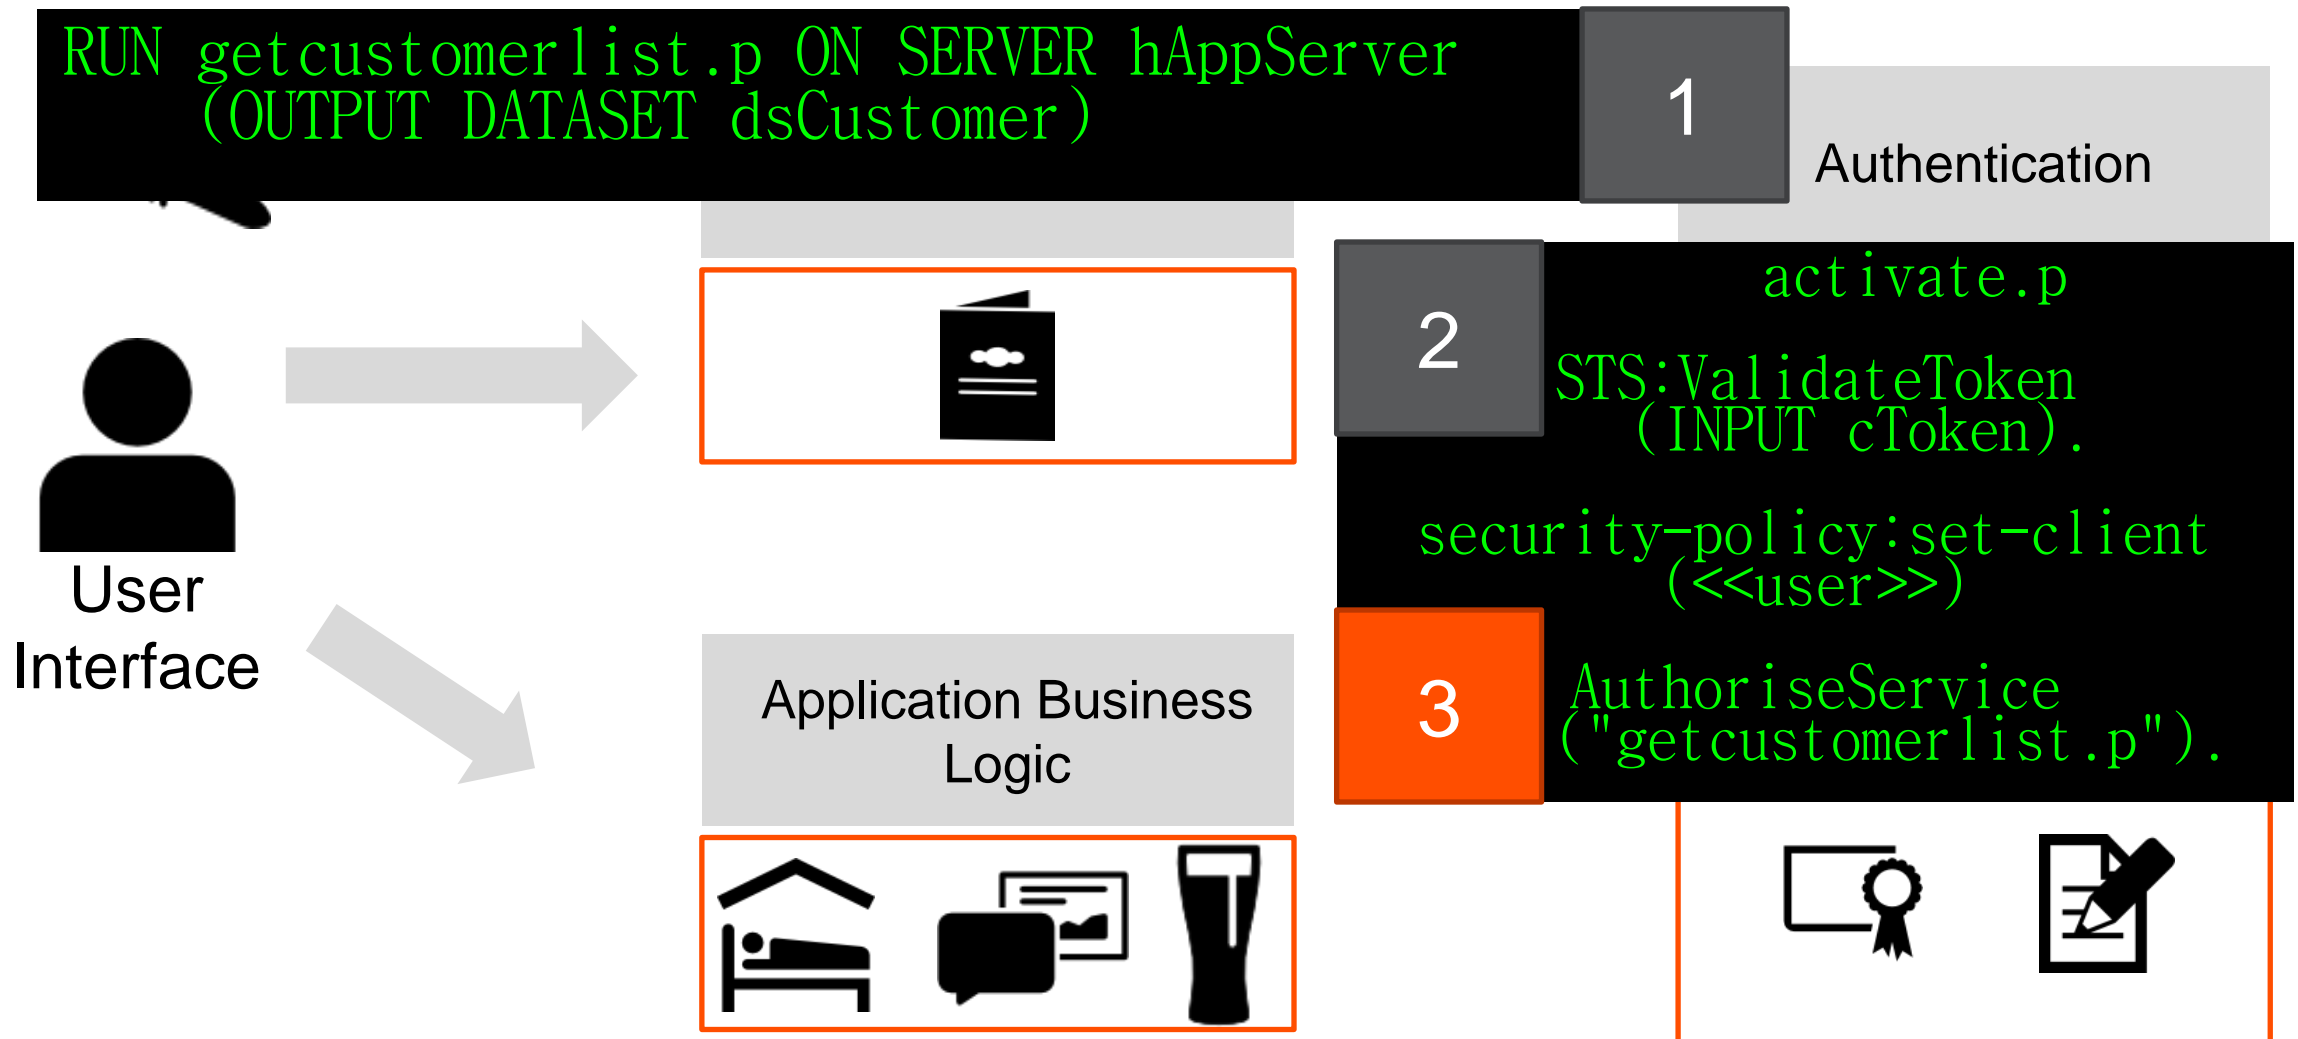 RUN getcustomerlist.p ON SERVER hAppServer
(OUTPUT DATASET dsCustomer)
1
Authentication
2
activate.p
STS:ValidateToken
(INPUT cToken).
security-policy:set-client
(<<user>>)
3
AuthoriseService
("getcustomerlist.p").
User
Interface
Application Business
Logic